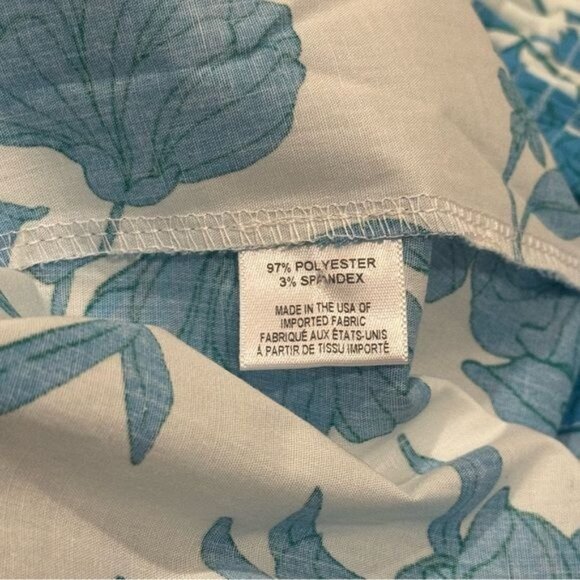 97% POLYESTER
3% SPANDEX
MADE IN THE USA OF
IMPORTED FABRIC
FABRIQUÉ AUX ÉTATS-UNIS
À PARTIR DE TISSU IMPORTÉ